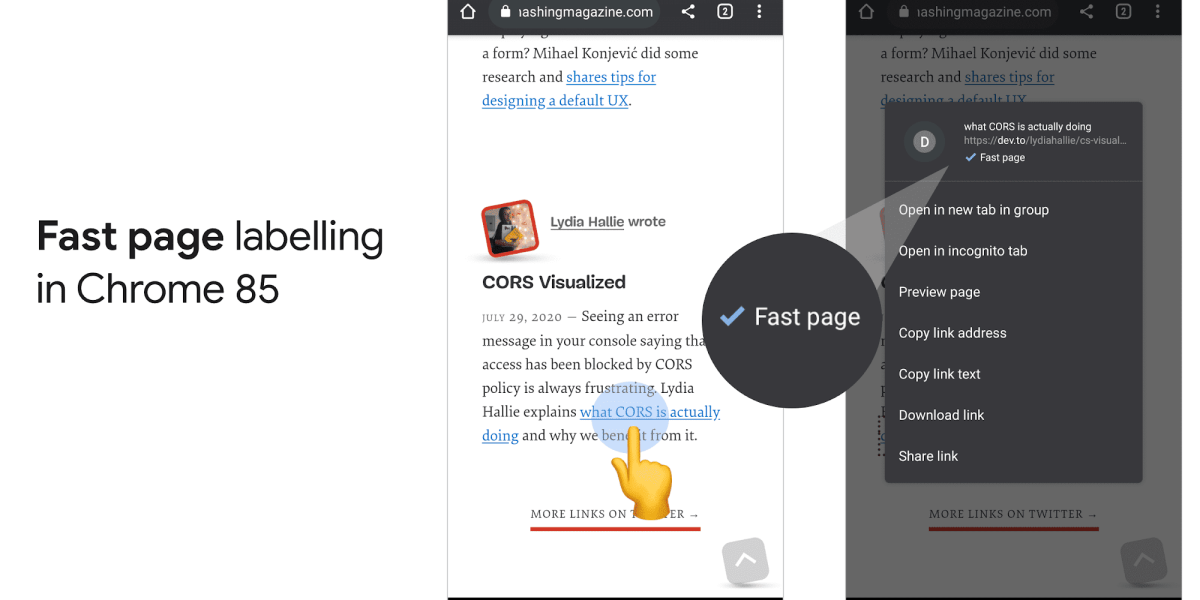 Fast page labelling
in Chrome 85
ashingmagazine.com
2
a form? Mihael Konjević did some
research and shares tips for
designing a default UX.
Lydia Hallie wrote
CORS Visualized
JULY 29, 2020 — Seeing an error
message in your console saying tha
access has been blocked by CORS
policy is always frustrating. Lydia
Hallie explains what CORS is actually
doing and why we benefit from it.
MORE LINKS ON TWITTER →
Fast page
ashingmagazine.com
2
a form? Mihael Konjević did some
research and shares tips for
designing a default UX.
D
what CORS is actually doing
https://dev.to/lydiahallie/cs-visual...
Fast page
Open in new tab in group
Open in incognito tab
Preview page
Copy link address
Copy link text
Download link
Share link
MORE LINKS ON TWITTER →